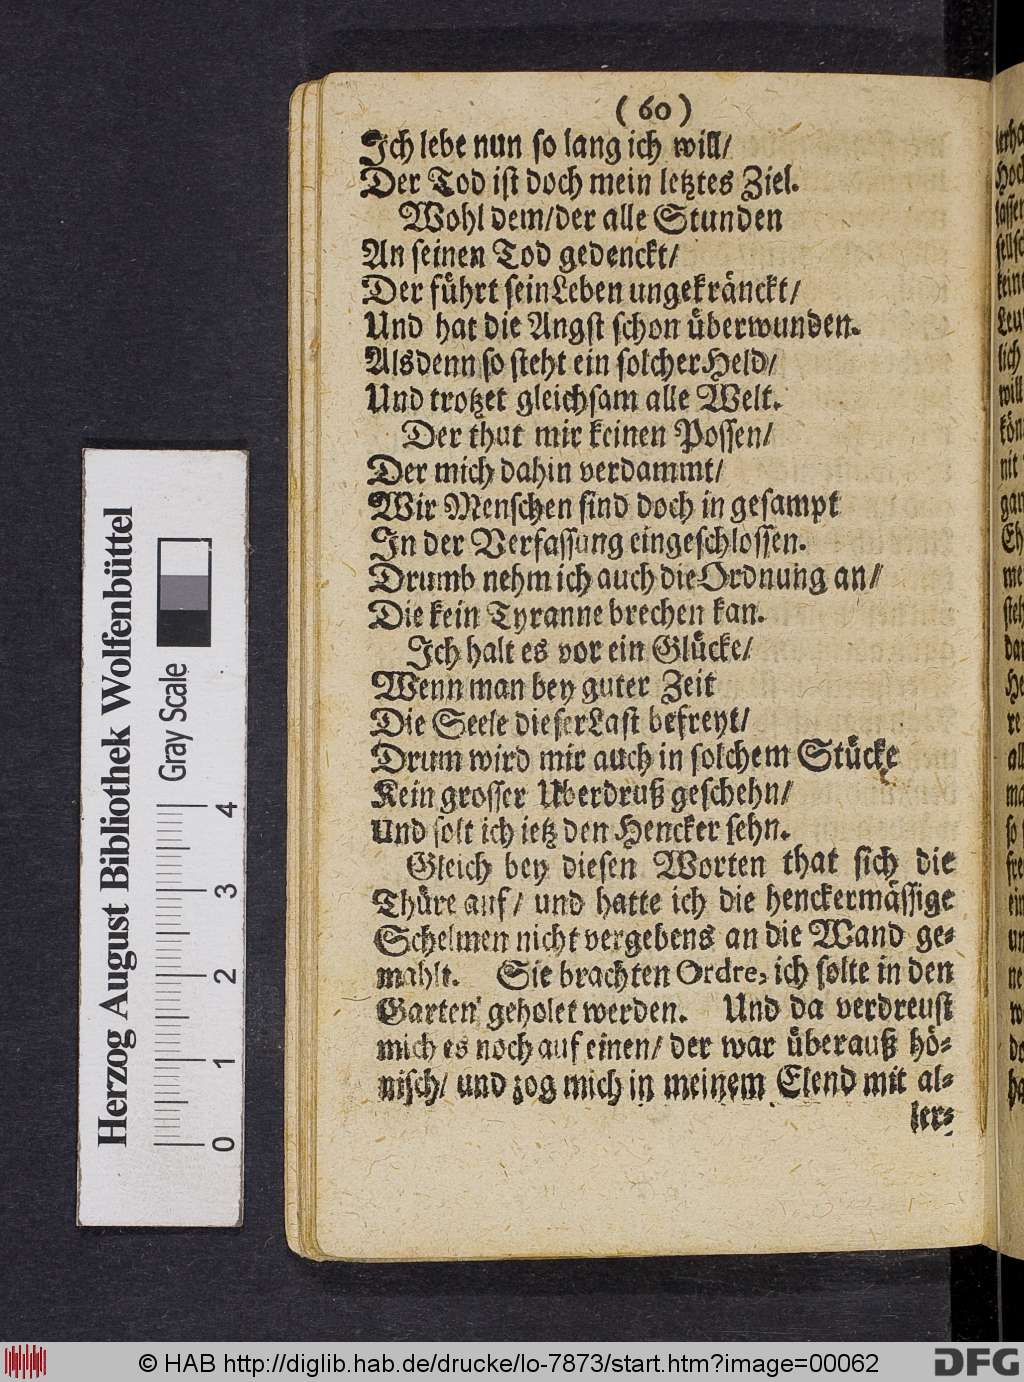 (60)
Ich lebe nun so lang ich will/
Der Tod ist doch mein letztes Ziel.
Wohl dem/der alle Stunden
An seinen Tod gedenckt/
Der führt sein Leben ungekränckt/
Und hat die Angst schon überwunden.
Alsdenn so steht ein solcher Held/
Und trotzet gleichsam alle Welt.
Der thut mir keinen Possen/
Der mich dahin verdammt/
Wir Menschen sind doch in gesampt
In der Verfassung eingeschlossen.
Drumb nehm ich auch die Ordnung an/
Die kein Tyranne brechen kan.
Ich halt es vor ein Glücke/
Wenn man bey guter Zeit
Die Seele dieser Last befreyt/
Drum wird mir auch in solchem Stücke
Kein grosser Uberdruß geschehn/
Und solt ich ietz den Hencker sehn.
Gleich bey diesen Worten that sich die
Thüre auf/ und hatte ich die henckermässige
Schelmen nicht vergebens an die Wand ge-
mahlt. Sie brachten Ordre, ich solte in den
Garten geholet werden. Und da verdreust
mich es noch auf einen/ der war überauß hö-
nisch/ und zog mich in meinem Elend mit al-
ler-
Herzog August Bibliothek Wolfenbüttel
Gray Scale
0 1 2 3 4
© HAB http://diglib.hab.de/drucke/lo-7873/start.htm?image=00062
DFG